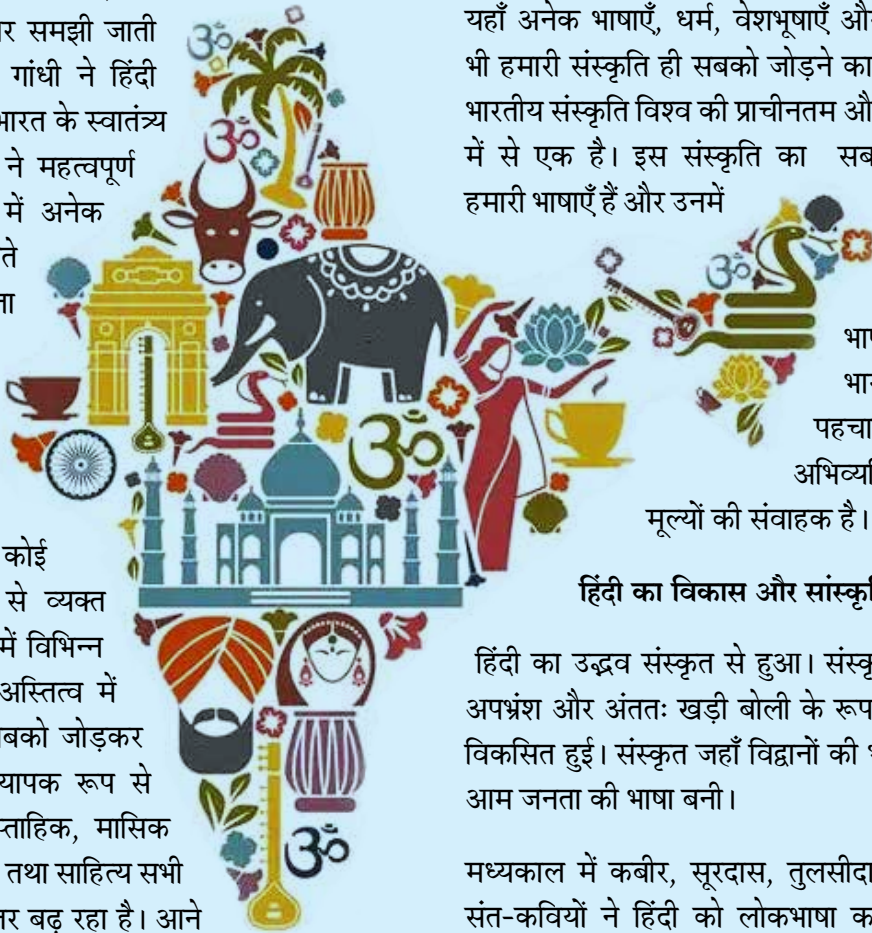 र समझी जाती
गांधी ने हिंदी
भारत के स्वातंत्र्य
ने महत्वपूर्ण
में अनेक
ते
कोई
से व्यक्त
में विभिन्न
अस्तित्व में
बको जोड़कर
यापक रूप से
प्ताहिक, मासिक
तथा साहित्य सभी
तर बढ़ रहा है। आने
यहाँ अनेक भाषाएँ, धर्म, वेशभूषाएँ और
भी हमारी संस्कृति ही सबको जोड़ने का
भारतीय संस्कृति विश्व की प्राचीनतम औ
में से एक है। इस संस्कृति का सब
हमारी भाषाएँ हैं और उनमें
भाष
भार
पहचा
अभिव्यक्ति
मूल्यों की संवाहक है।
हिंदी का विकास और सांस्कृति
हिंदी का उद्भव संस्कृत से हुआ। संस्कृ
अपभ्रंश और अंततः खड़ी बोली के रूप
विकसित हुई। संस्कृत जहाँ विद्वानों की भ
आम जनता की भाषा बनी।
मध्यकाल में कबीर, सूरदास, तुलसीदा
संत-कवियों ने हिंदी को लोकभाषा क
ॐ
ॐ
ॐ
ॐ
ॐ